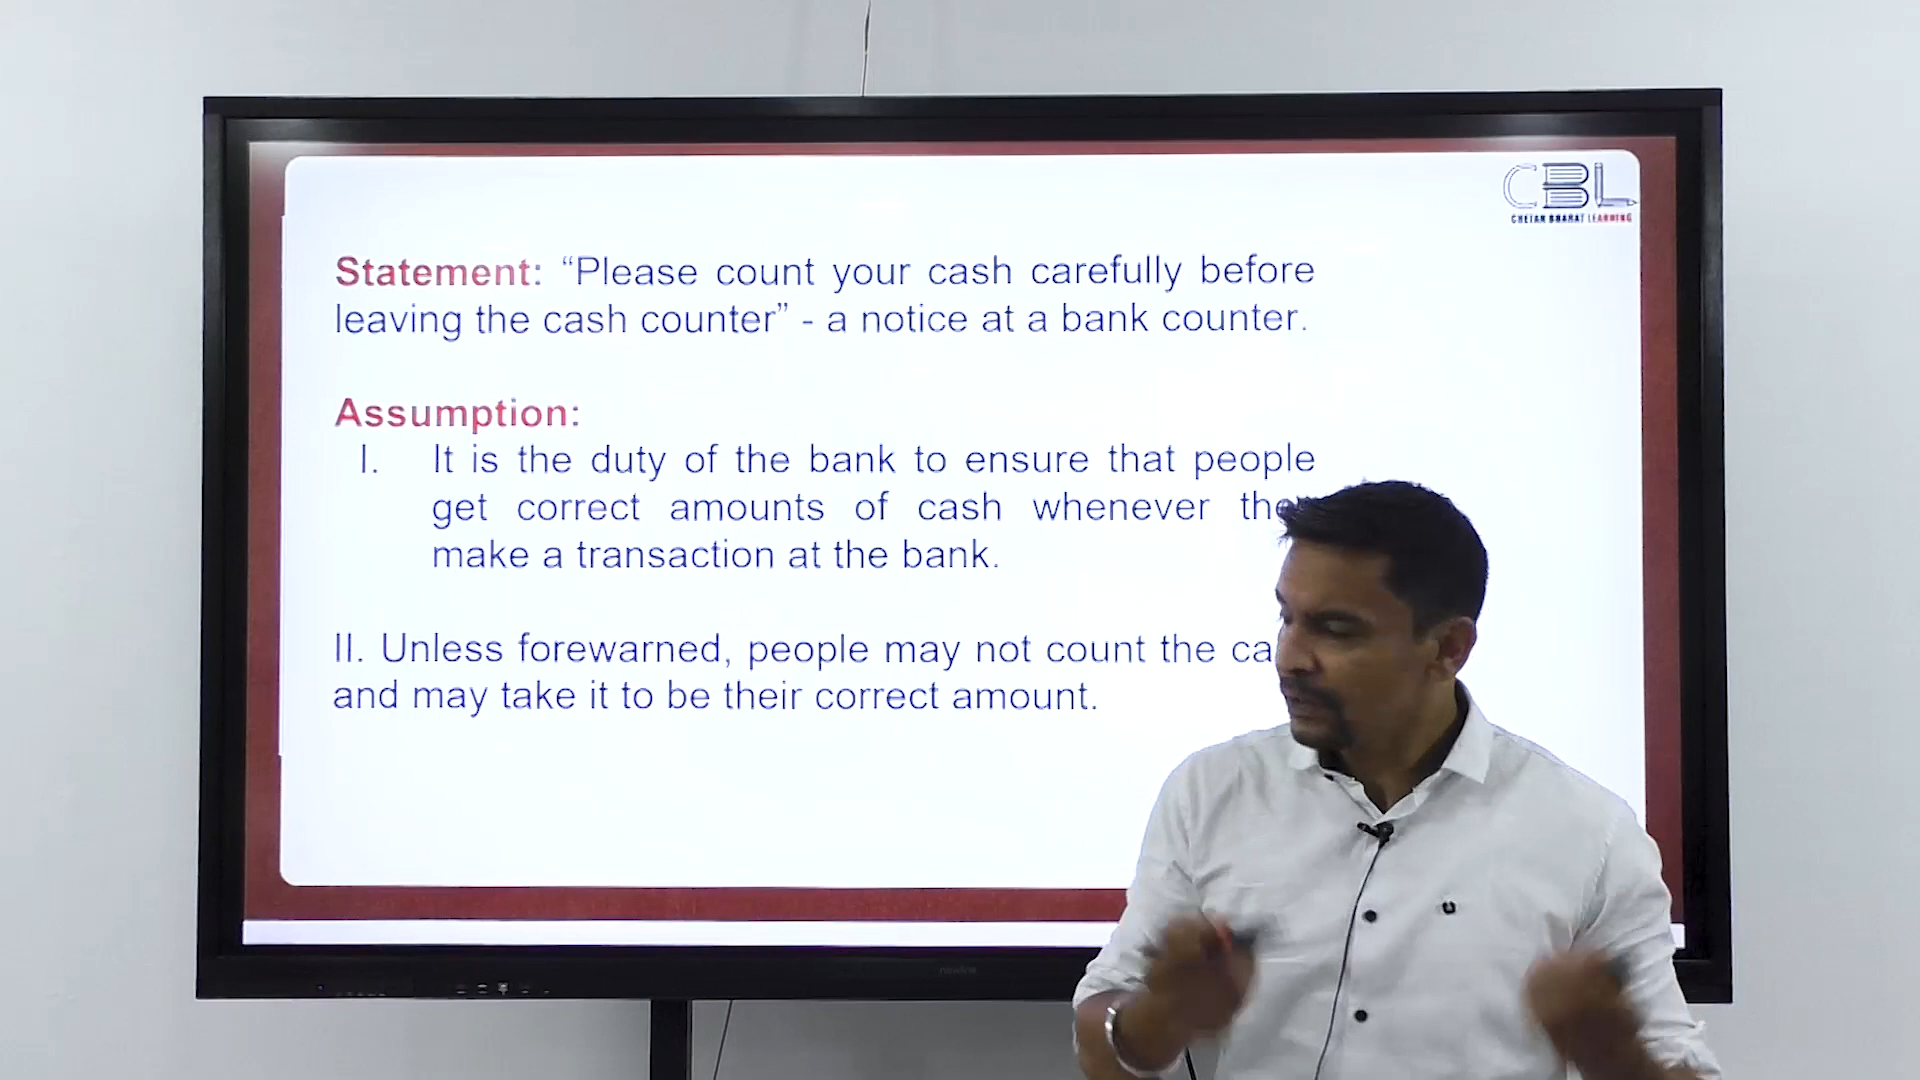 CBL
CHETAN BHARAT LEARNING
Statement: “Please count your cash carefully before
leaving the cash counter” - a notice at a bank counter.
Assumption:
I. It is the duty of the bank to ensure that people
get correct amounts of cash whenever
make a transaction at the bank.
II. Unless forewarned, people may not count the
and may take it to be their correct amount.